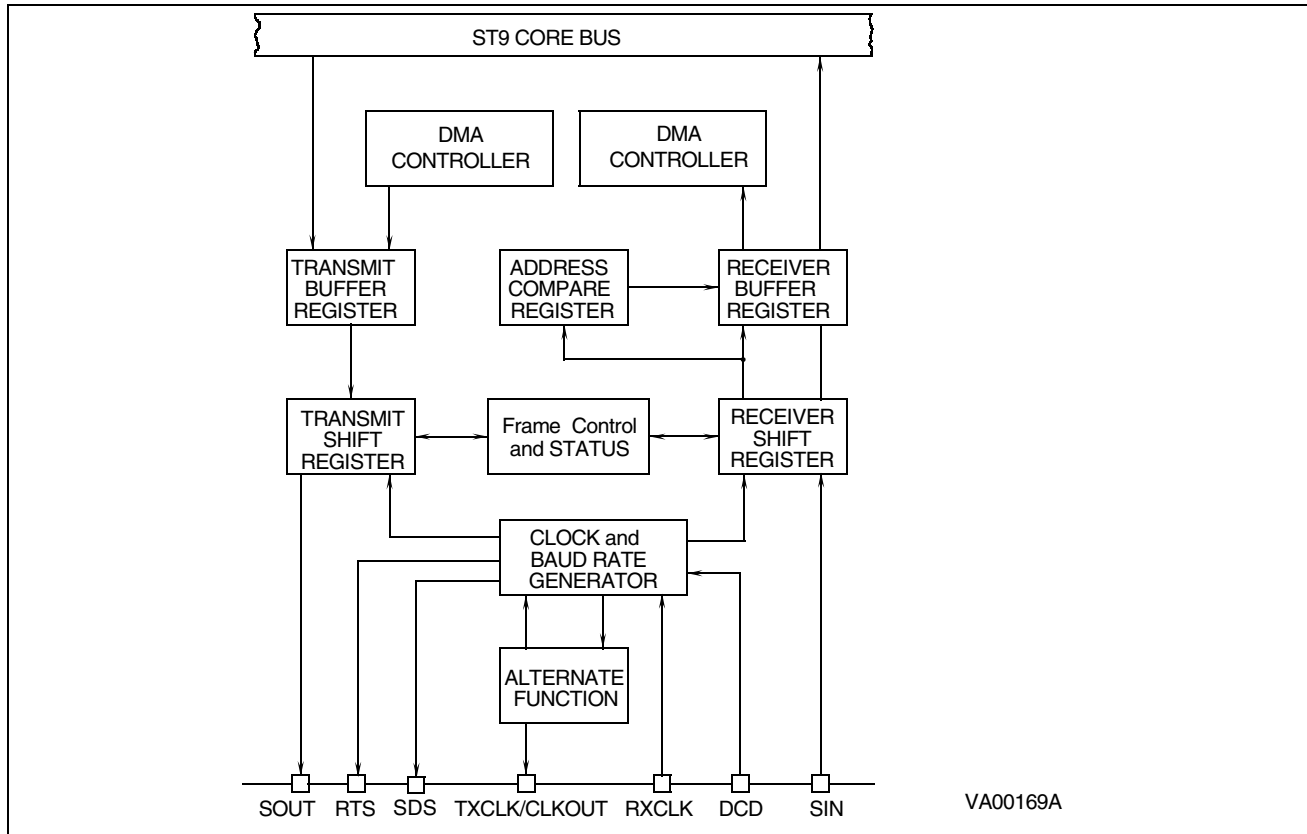 ST9 CORE BUS
DMA
CONTROLLER
DMA
CONTROLLER
TRANSMIT
BUFFER
REGISTER
ADDRESS
COMPARE
REGISTER
RECEIVER
BUFFER
REGISTER
TRANSMIT
SHIFT
REGISTER
Frame Control
and STATUS
RECEIVER
SHIFT
REGISTER
CLOCK and
BAUD RATE
GENERATOR
ALTERNATE
FUNCTION
SOUT RTS SDS TXCLK/CLKOUT RXCLK DCD SIN
VA00169A